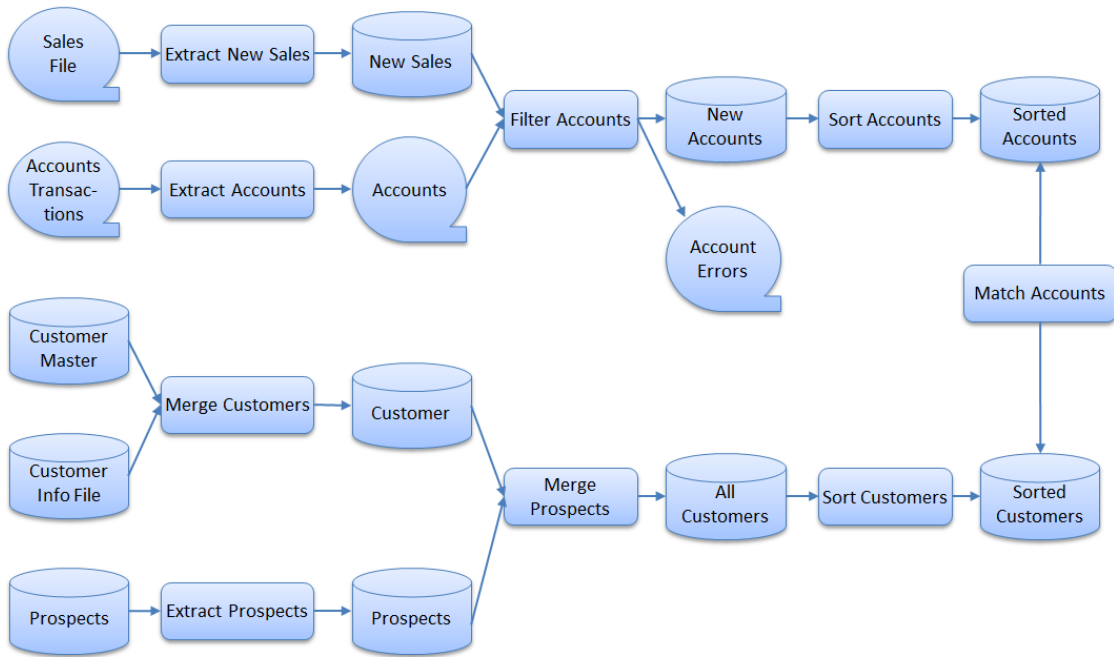 Sales
File
Extract New Sales
New Sales
Filter Accounts
New
Accounts
Sort Accounts
Sorted
Accounts
Accounts
Transac-
tions
Extract Accounts
Accounts
Account
Errors
Match Accounts
Customer
Master
Merge Customers
Customer
Customer
Info File
Merge
Prospects
All
Customers
Sort Customers
Sorted
Customers
Prospects
Extract Prospects
Prospects